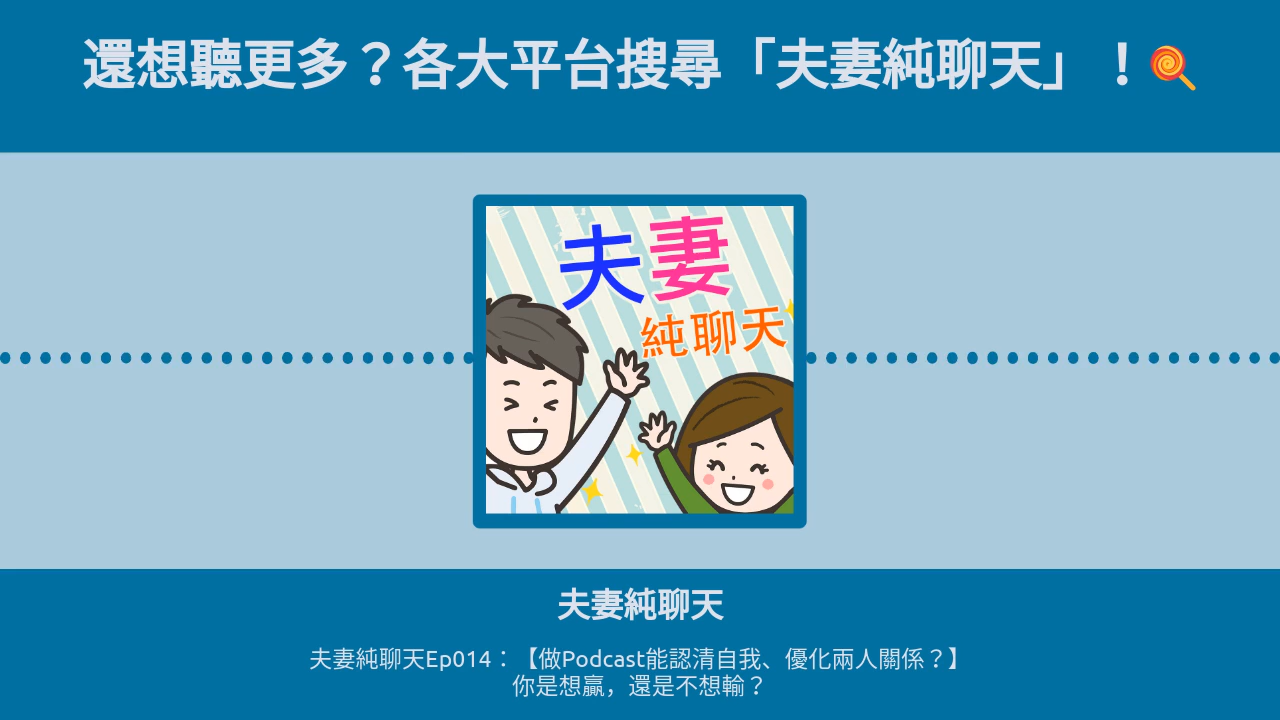 還想聽更多？各大平台搜尋「夫妻純聊天」！🍭
夫妻
純聊天
夫妻純聊天
夫妻純聊天Ep014：【做Podcast能認清自我、優化兩人關係？】
你是想贏，還是不想輸？